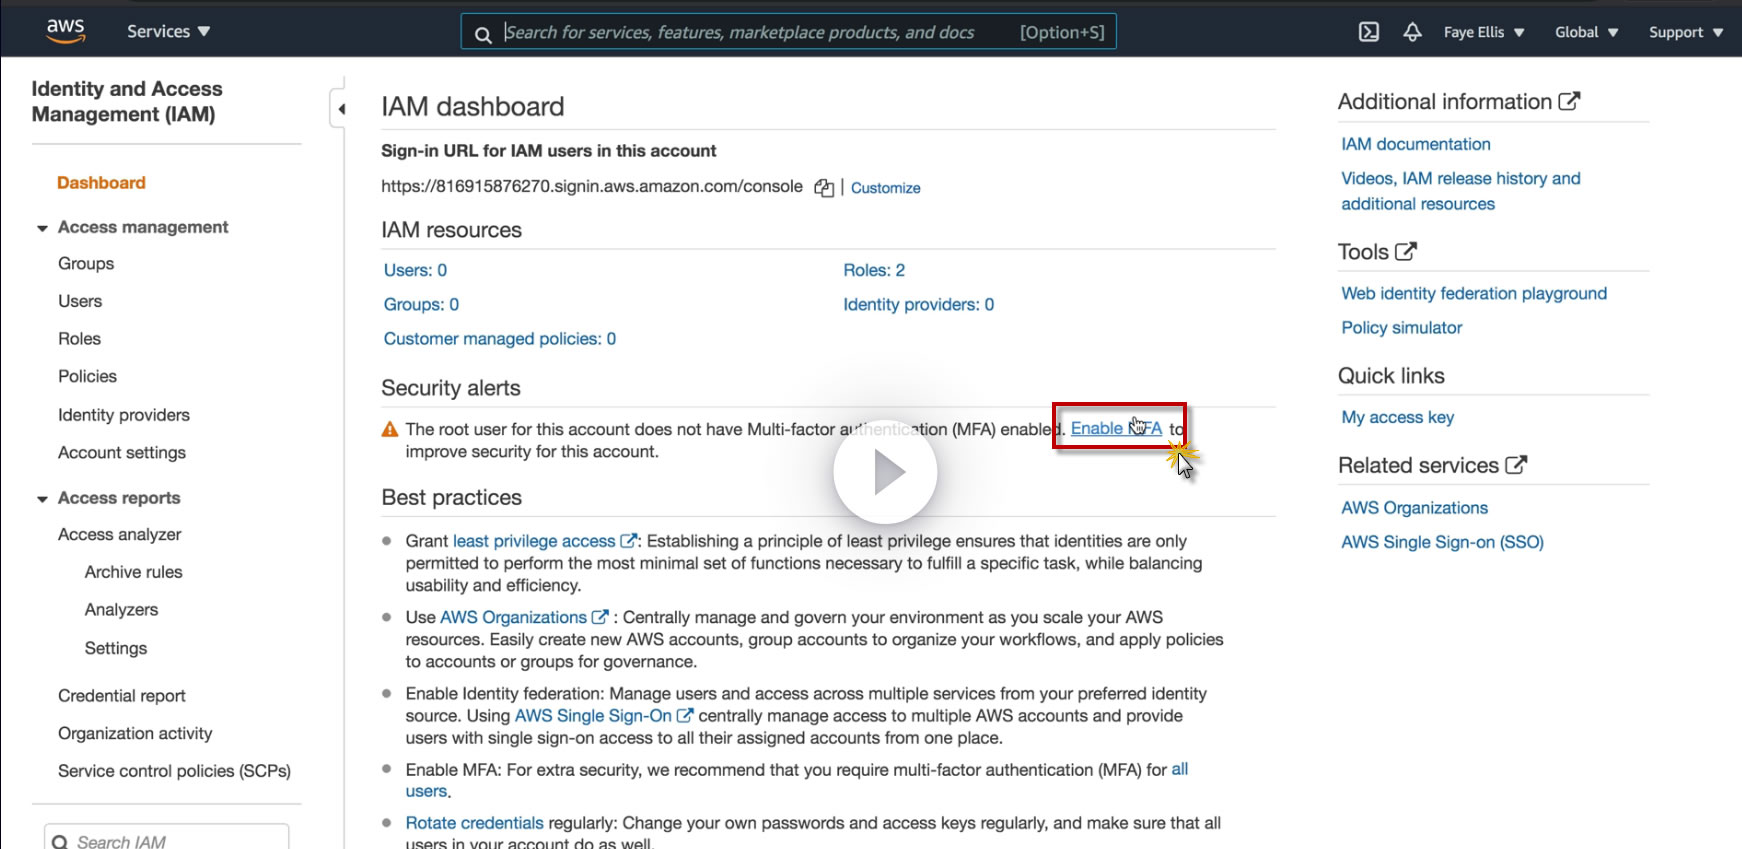 aws
Services
Search for services, features, marketplace products, and docs [Option+S]
Faye Ellis
Global
Support
Identity and Access
Management (IAM)
Dashboard
Access management
Groups
Users
Roles
Policies
Identity providers
Account settings
Access reports
Access analyzer
Archive rules
Analyzers
Settings
Credential report
Organization activity
Service control policies (SCPs)
Search IAM
IAM dashboard
Sign-in URL for IAM users in this account
https://816915876270.signin.aws.amazon.com/console | Customize
IAM resources
Users: 0
Roles: 2
Groups: 0
Identity providers: 0
Customer managed policies: 0
Security alerts
The root user for this account does not have Multi-factor authentication (MFA) enabled. Enable MFA to
improve security for this account.
Best practices
Grant least privilege access : Establishing a principle of least privilege ensures that identities are only
permitted to perform the most minimal set of functions necessary to fulfill a specific task, while balancing
usability and efficiency.
Use AWS Organizations : Centrally manage and govern your environment as you scale your AWS
resources. Easily create new AWS accounts, group accounts to organize your workflows, and apply policies
to accounts or groups for governance.
Enable Identity federation: Manage users and access across multiple services from your preferred identity
source. Using AWS Single Sign-On centrally manage access to multiple AWS accounts and provide
users with single sign-on access to all their assigned accounts from one place.
Enable MFA: For extra security, we recommend that you require multi-factor authentication (MFA) for all
users.
Rotate credentials regularly: Change your own passwords and access keys regularly, and make sure that all
users in your account do as well.
Additional information
IAM documentation
Videos, IAM release history and
additional resources
Tools
Web identity federation playground
Policy simulator
Quick links
My access key
Related services
AWS Organizations
AWS Single Sign-on (SSO)